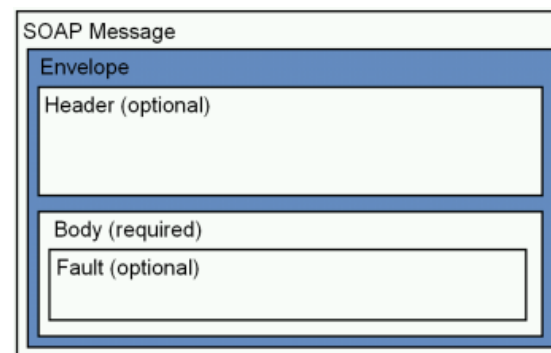 SOAP Message
Envelope
Header (optional)
Body (required)
Fault (optional)